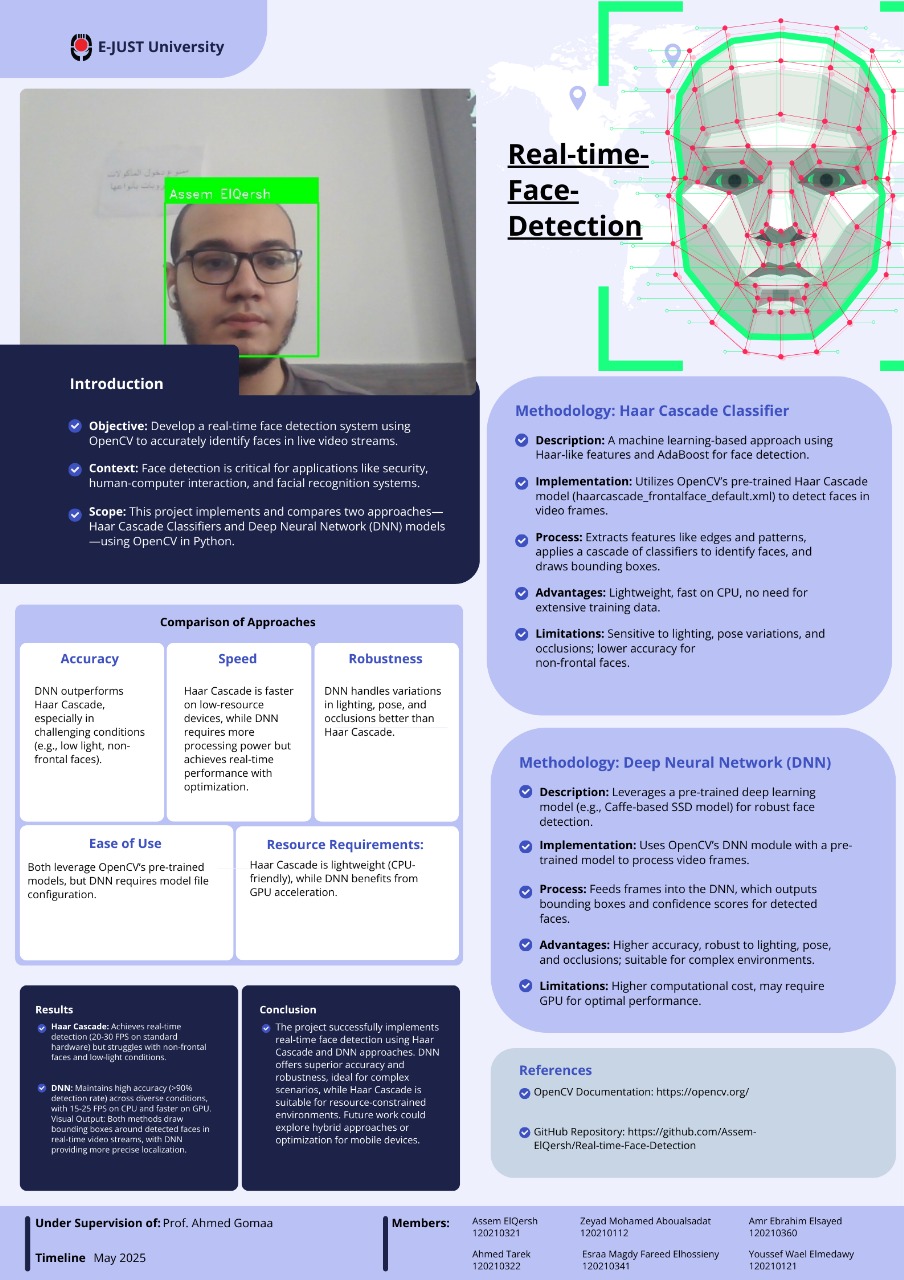 E-JUST University
Real-time-
Face-
Detection
ممنوع دخول المأكولات
بأنواعها
Assem ElQersh
Introduction
Objective: Develop a real-time face detection system using
OpenCV to accurately identify faces in live video streams.
Context: Face detection is critical for applications like security,
human-computer interaction, and facial recognition systems.
Scope: This project implements and compares two approaches—
Haar Cascade Classifiers and Deep Neural Network (DNN) models
—using OpenCV in Python.
Methodology: Haar Cascade Classifier
Description: A machine learning-based approach using
Haar-like features and AdaBoost for face detection.
Implementation: Utilizes OpenCV's pre-trained Haar Cascade
model (haarcascade_frontalface_default.xml) to detect faces in
video frames.
Process: Extracts features like edges and patterns,
applies a cascade of classifiers to identify faces, and
draws bounding boxes.
Advantages: Lightweight, fast on CPU, no need for
extensive training data.
Limitations: Sensitive to lighting, pose variations, and
occlusions; lower accuracy for
non-frontal faces.
Comparison of Approaches
Accuracy
DNN outperforms
Haar Cascade,
especially in
challenging conditions
(e.g., low light, non-
frontal faces).
Speed
Haar Cascade is faster
on low-resource
devices, while DNN
requires more
processing power but
achieves real-time
performance with
optimization.
Robustness
DNN handles variations
in lighting, pose, and
occlusions better than
Haar Cascade.
Ease of Use
Both leverage OpenCV's pre-trained
models, but DNN requires model file
configuration.
Resource Requirements:
Haar Cascade is lightweight (CPU-
friendly), while DNN benefits from
GPU acceleration.
Methodology: Deep Neural Network (DNN)
Description: Leverages a pre-trained deep learning
model (e.g., Caffe-based SSD model) for robust face
detection.
Implementation: Uses OpenCV's DNN module with a pre-
trained model to process video frames.
Process: Feeds frames into the DNN, which outputs
bounding boxes and confidence scores for detected
faces.
Advantages: Higher accuracy, robust to lighting, pose,
and occlusions; suitable for complex environments.
Limitations: Higher computational cost, may require
GPU for optimal performance.
Results
Haar Cascade: Achieves real-time
detection (20-30 FPS on standard
hardware) but struggles with non-frontal
faces and low-light conditions.
DNN: Maintains high accuracy (>90%
detection rate) across diverse conditions,
with 15-25 FPS on CPU and faster on GPU.
Visual Output: Both methods draw
bounding boxes around detected faces in
real-time video streams, with DNN
providing more precise localization.
Conclusion
The project successfully implements
real-time face detection using Haar
Cascade and DNN approaches. DNN
offers superior accuracy and
robustness, ideal for complex
scenarios, while Haar Cascade is
suitable for resource-constrained
environments. Future work could
explore hybrid approaches or
optimization for mobile devices.
References
OpenCV Documentation: https://opencv.org/
GitHub Repository: https://github.com/Assem-
ElQersh/Real-time-Face-Detection
Under Supervision of: Prof. Ahmed Gomaa
Timeline May 2025
Members:
Assem ElQersh
120210321
Zeyad Mohamed Aboualsadat
120210112
Amr Ebrahim Elsayed
120210360
Ahmed Tarek
120210322
Esraa Magdy Fareed Elhossieny
120210341
Youssef Wael Elmedawy
120210121